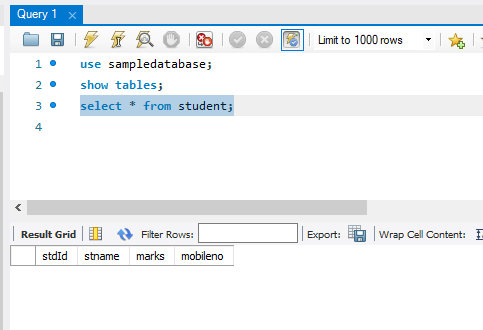 Query 1
Limit to 1000 rows
1 use sampledatabase;
2 show tables;
3 select * from student;
4
Result Grid Filter Rows: Export: Wrap Cell Content:
stdId stname marks mobileno